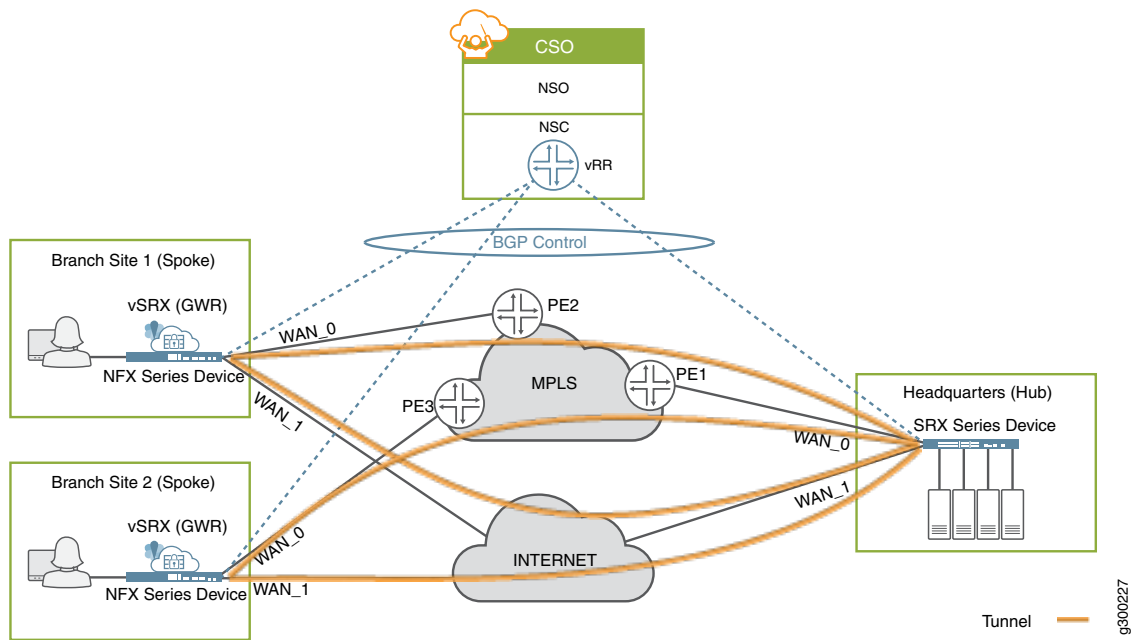 CSO
NSO
NSC
vRR
BGP Control
Branch Site 1 (Spoke)
vSRX (GWR)
NFX Series Device
WAN_0
WAN_1
PE2
MPLS
PE1
PE3
Headquarters (Hub)
SRX Series Device
WAN_0
WAN_1
Branch Site 2 (Spoke)
vSRX (GWR)
NFX Series Device
WAN_0
WAN_1
INTERNET
Tunnel
g300227